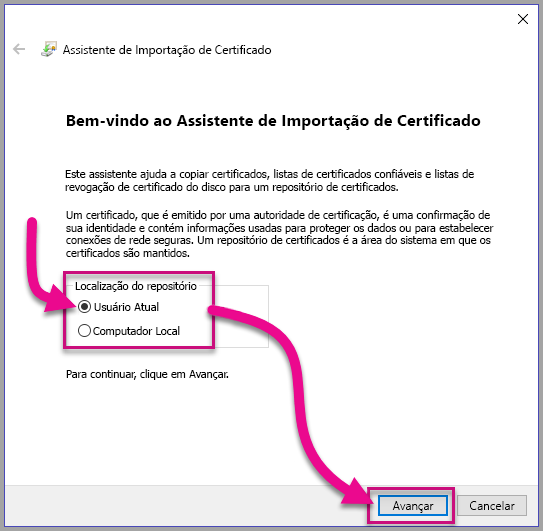 Assistente de Importação de Certificado
Bem-vindo ao Assistente de Importação de Certificado
Este assistente ajuda a copiar certificados, listas de certificados confiáveis e listas de
revogação de certificado do disco para um repositório de certificados.
Um certificado, que é emitido por uma autoridade de certificação, é uma confirmação de
sua identidade e contém informações usadas para proteger os dados ou para estabelecer
conexões de rede seguras. Um repositório de certificados é a área do sistema em que os
certificados são mantidos.
Localização do repositório
Usuário Atual
Computador Local
Para continuar, clique em Avançar.
Avançar
Cancelar